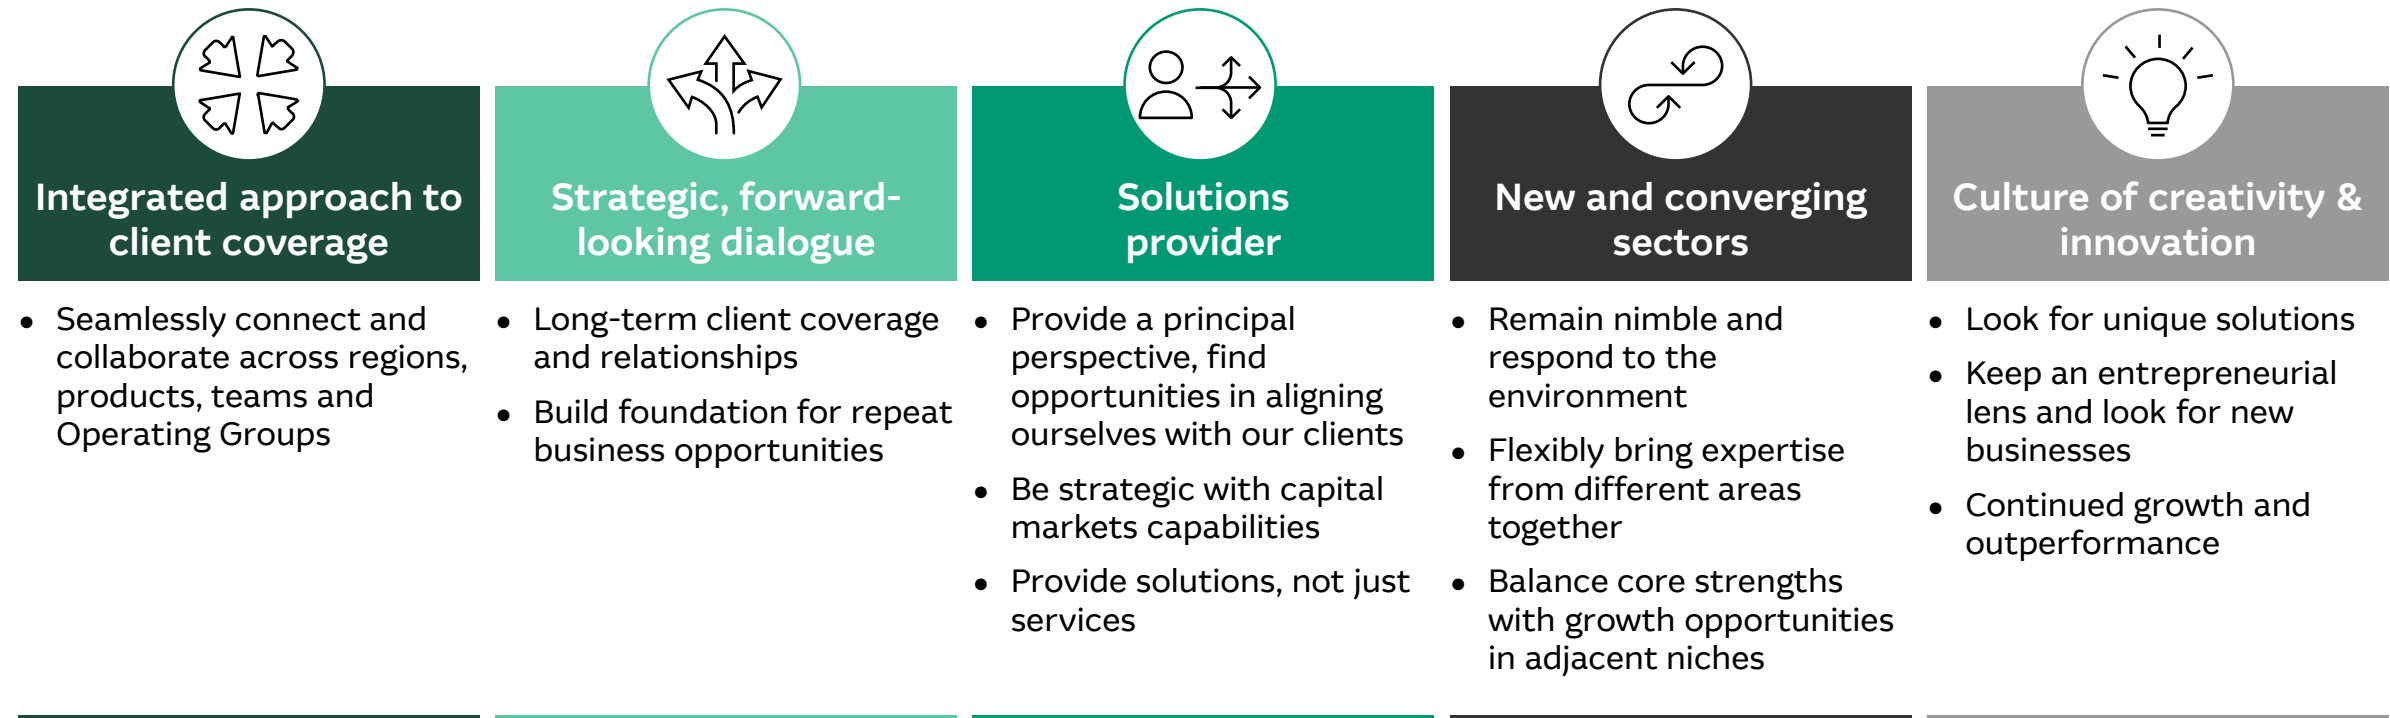 Integrated approach to
client coverage
• Seamlessly connect and
collaborate across regions,
products, teams and
Operating Groups
Strategic, forward-
looking dialogue
• Long-term client coverage
and relationships
• Build foundation for repeat
business opportunities
Solutions
provider
• Provide a principal
perspective, find
opportunities in aligning
ourselves with our clients
• Be strategic with capital
markets capabilities
• Provide solutions, not just
services
New and converging
sectors
• Remain nimble and
respond to the
environment
• Flexibly bring expertise
from different areas
together
• Balance core strengths
with growth opportunities
in adjacent niches
Culture of creativity &
innovation
• Look for unique solutions
• Keep an entrepreneurial
lens and look for new
businesses
• Continued growth and
outperformance